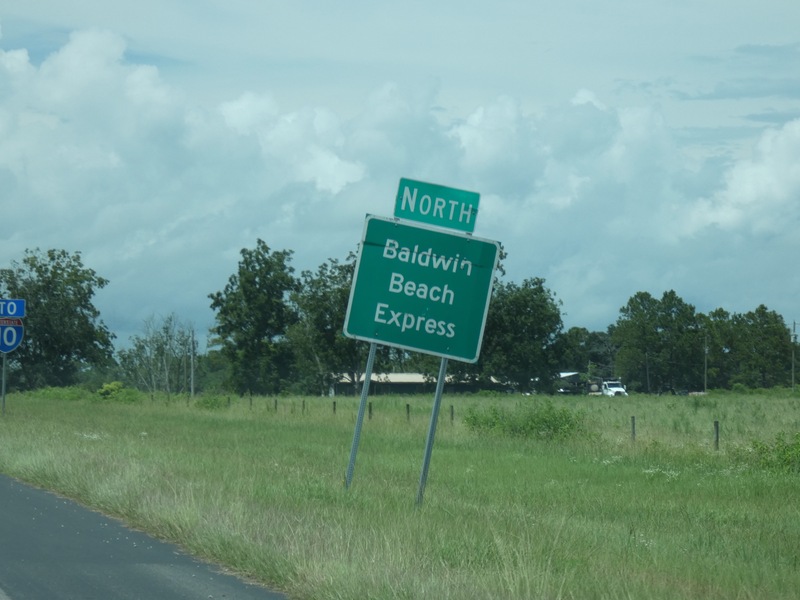 NORTH
Baldwin
Beach
Express
TO
10